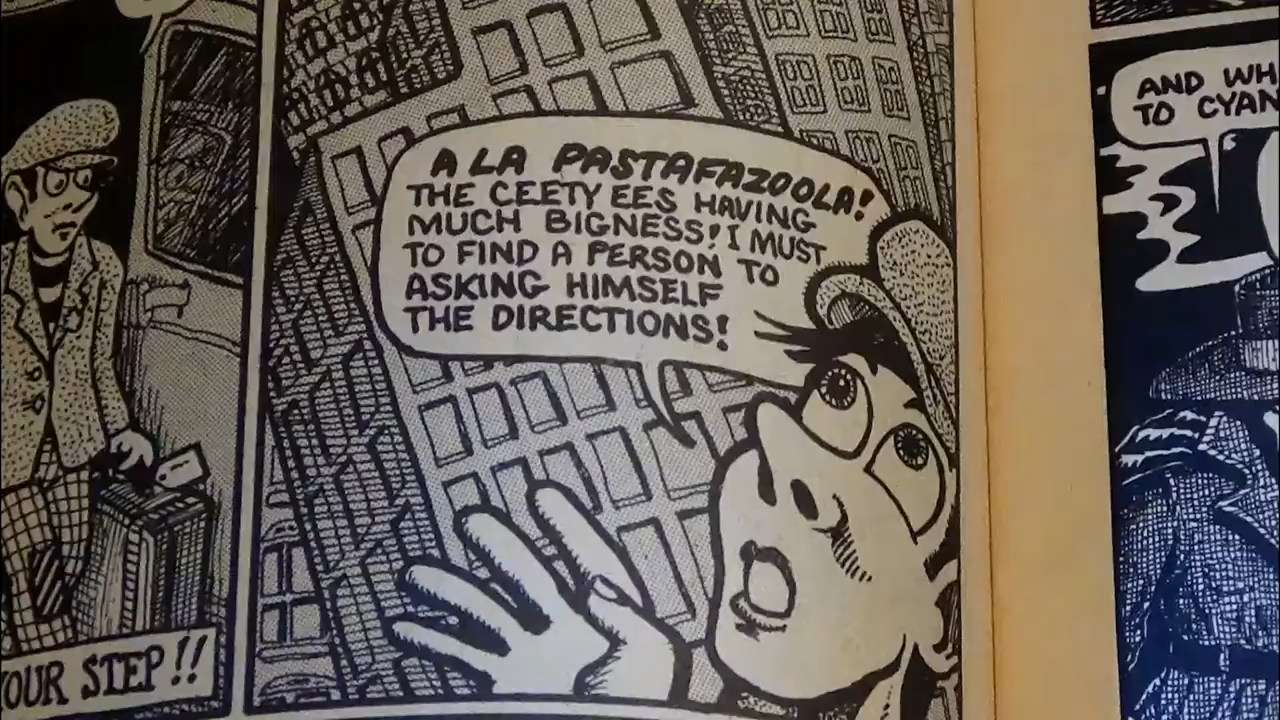 YOUR STEP!!
A LA PASTAFAZOOLA!
THE CEETY EES HAVING
MUCH BIGNESS! I MUST
TO FIND A PERSON TO
ASKING HIMSELF
THE DIRECTIONS!
AND WH
TO CYAN